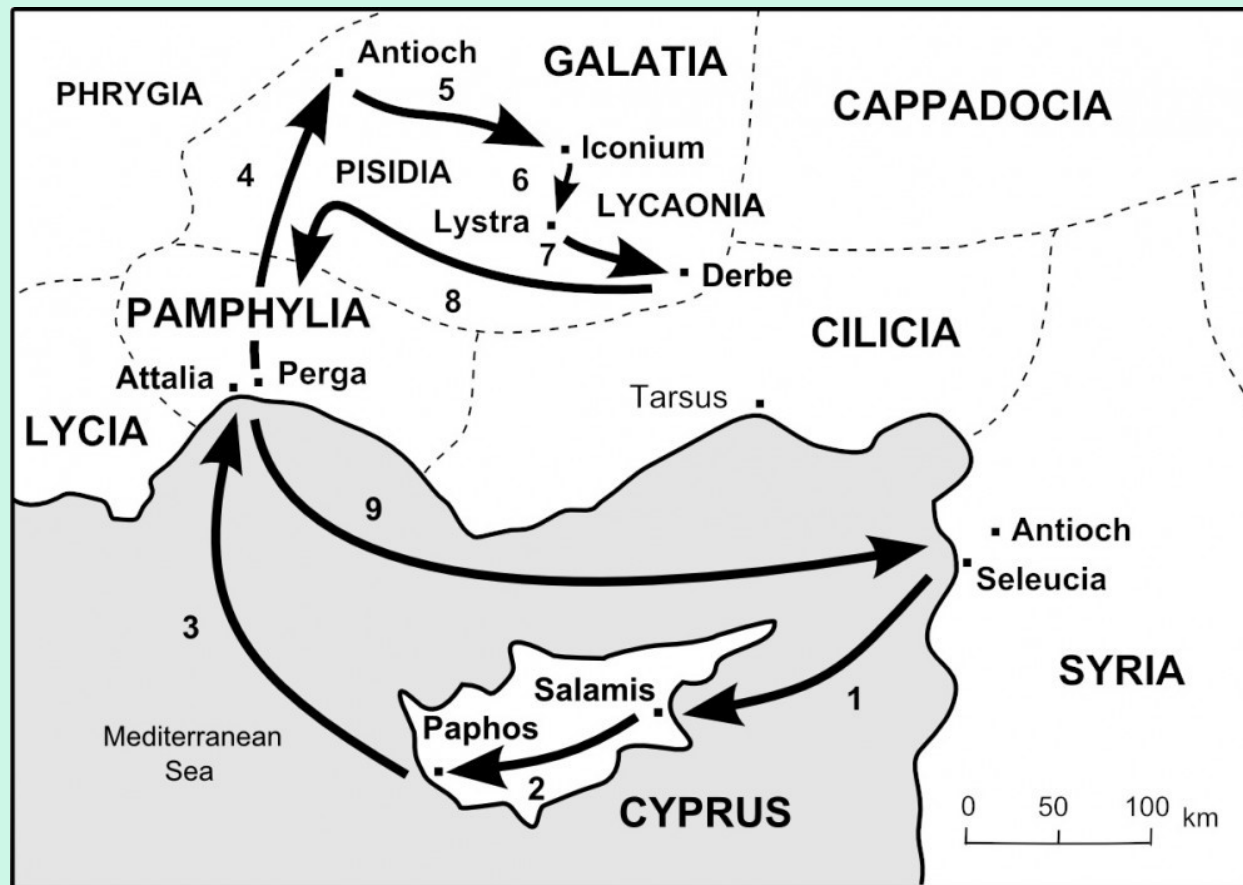 Antioch
GALATIA
PHRYGIA
5
CAPPADOCIA
4
PISIDIA
6
Iconium
Lystra
LYCAONIA
7
Derbe
8
PAMPHYLIA
CILICIA
Attalia
Perga
Tarsus
LYCIA
9
Antioch
Seleucia
3
SYRIA
Salamis
1
Paphos
Mediterranean
Sea
2
CYPRUS
0 50 100 km